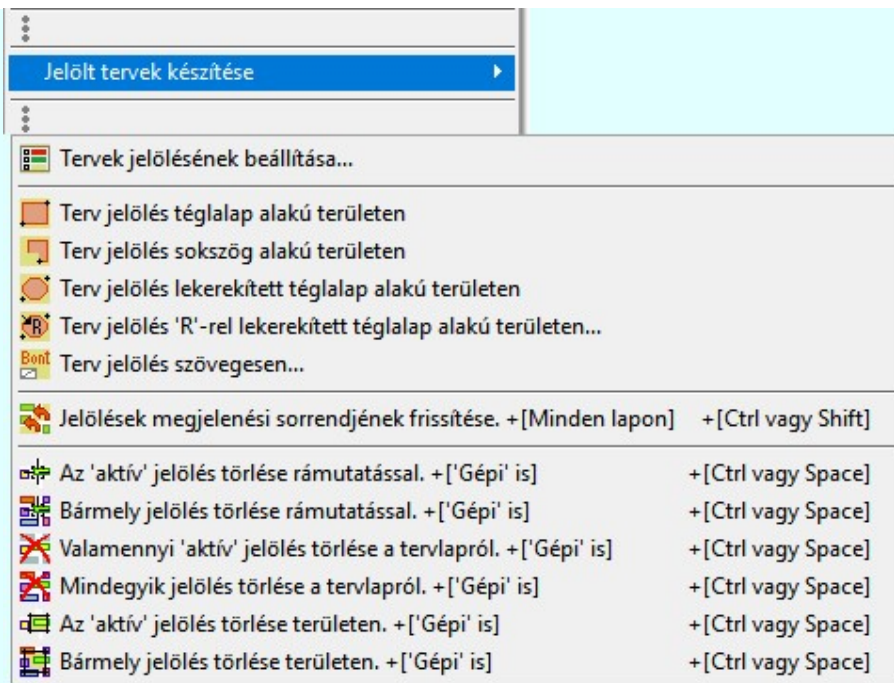 Jelölt tervek készítése
Tervek jelölésének beállítása...
Terv jelölés téglalap alakú területen
Terv jelölés sokszög alakú területen
Terv jelölés lekerekített téglalap alakú területen
R
Terv jelölés 'R'-rel lekerekített téglalap alakú területen...
Bont
Terv jelölés szövegesen...
Jelölések megjelenési sorrendjének frissítése. +[Minden lapon] +[Ctrl vagy Shift]
Az 'aktív' jelölés törlése rámutatással. +['Gépi' is] +[Ctrl vagy Space]
Bármely jelölés törlése rámutatással. +['Gépi' is] +[Ctrl vagy Space]
Valamennyi 'aktív' jelölés törlése a tervlapról. +['Gépi' is] +[Ctrl vagy Space]
Mindegyik jelölés törlése a tervlapról. +['Gépi' is] +[Ctrl vagy Space]
Az 'aktív' jelölés törlése területen. +['Gépi' is] +[Ctrl vagy Space]
Bármely jelölés törlése területen. +['Gépi' is] +[Ctrl vagy Space]